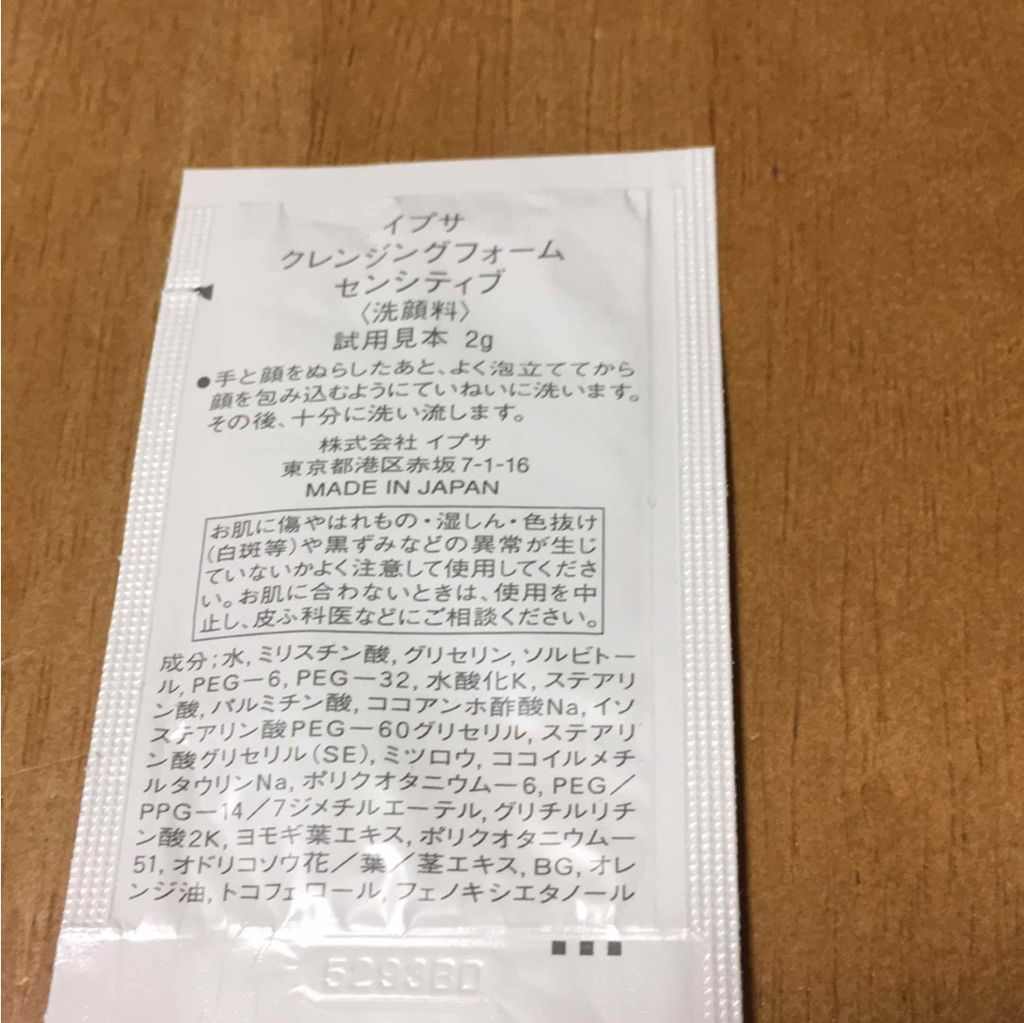 イプサ
クレンジングフォーム
センシティブ
〈洗顔料〉
試用見本 2g
●手と顔をぬらしたあと、よく泡立ててから
顔を包み込むようにていねいに洗います。
その後、十分に洗い流します。
株式会社 イプサ
東京都港区赤坂7-1-16
MADE IN JAPAN
お肌に傷やはれもの・湿しん・色抜け
(白斑等)や黒ずみなどの異常が生じ
ていないかよく注意して使用してくださ
い。お肌に合わないときは、使用を中
止し、皮ふ科医などにご相談ください。
成分；水, ミリスチン酸, グリセリン, ソルビトー
ル, PEG－6, PEG－32, 水酸化K, ステアリ
ン酸, パルミチン酸, ココアンホ酢酸Na, イソ
ステアリン酸PEG－60グリセリル, ステアリ
ン酸グリセリル(SE), ミツロウ, ココイルメチ
ルタウリンNa, ポリクオタニウム－6, PEG／
PPG－14／7ジメチルエーテル, グリチルリチ
ン酸2K, ヨモギ葉エキス, ポリクオタニウム－
51, オドリコソウ花／葉／茎エキス, BG, オレ
ンジ油, トコフェロール, フェノキシエタノール
5293BD